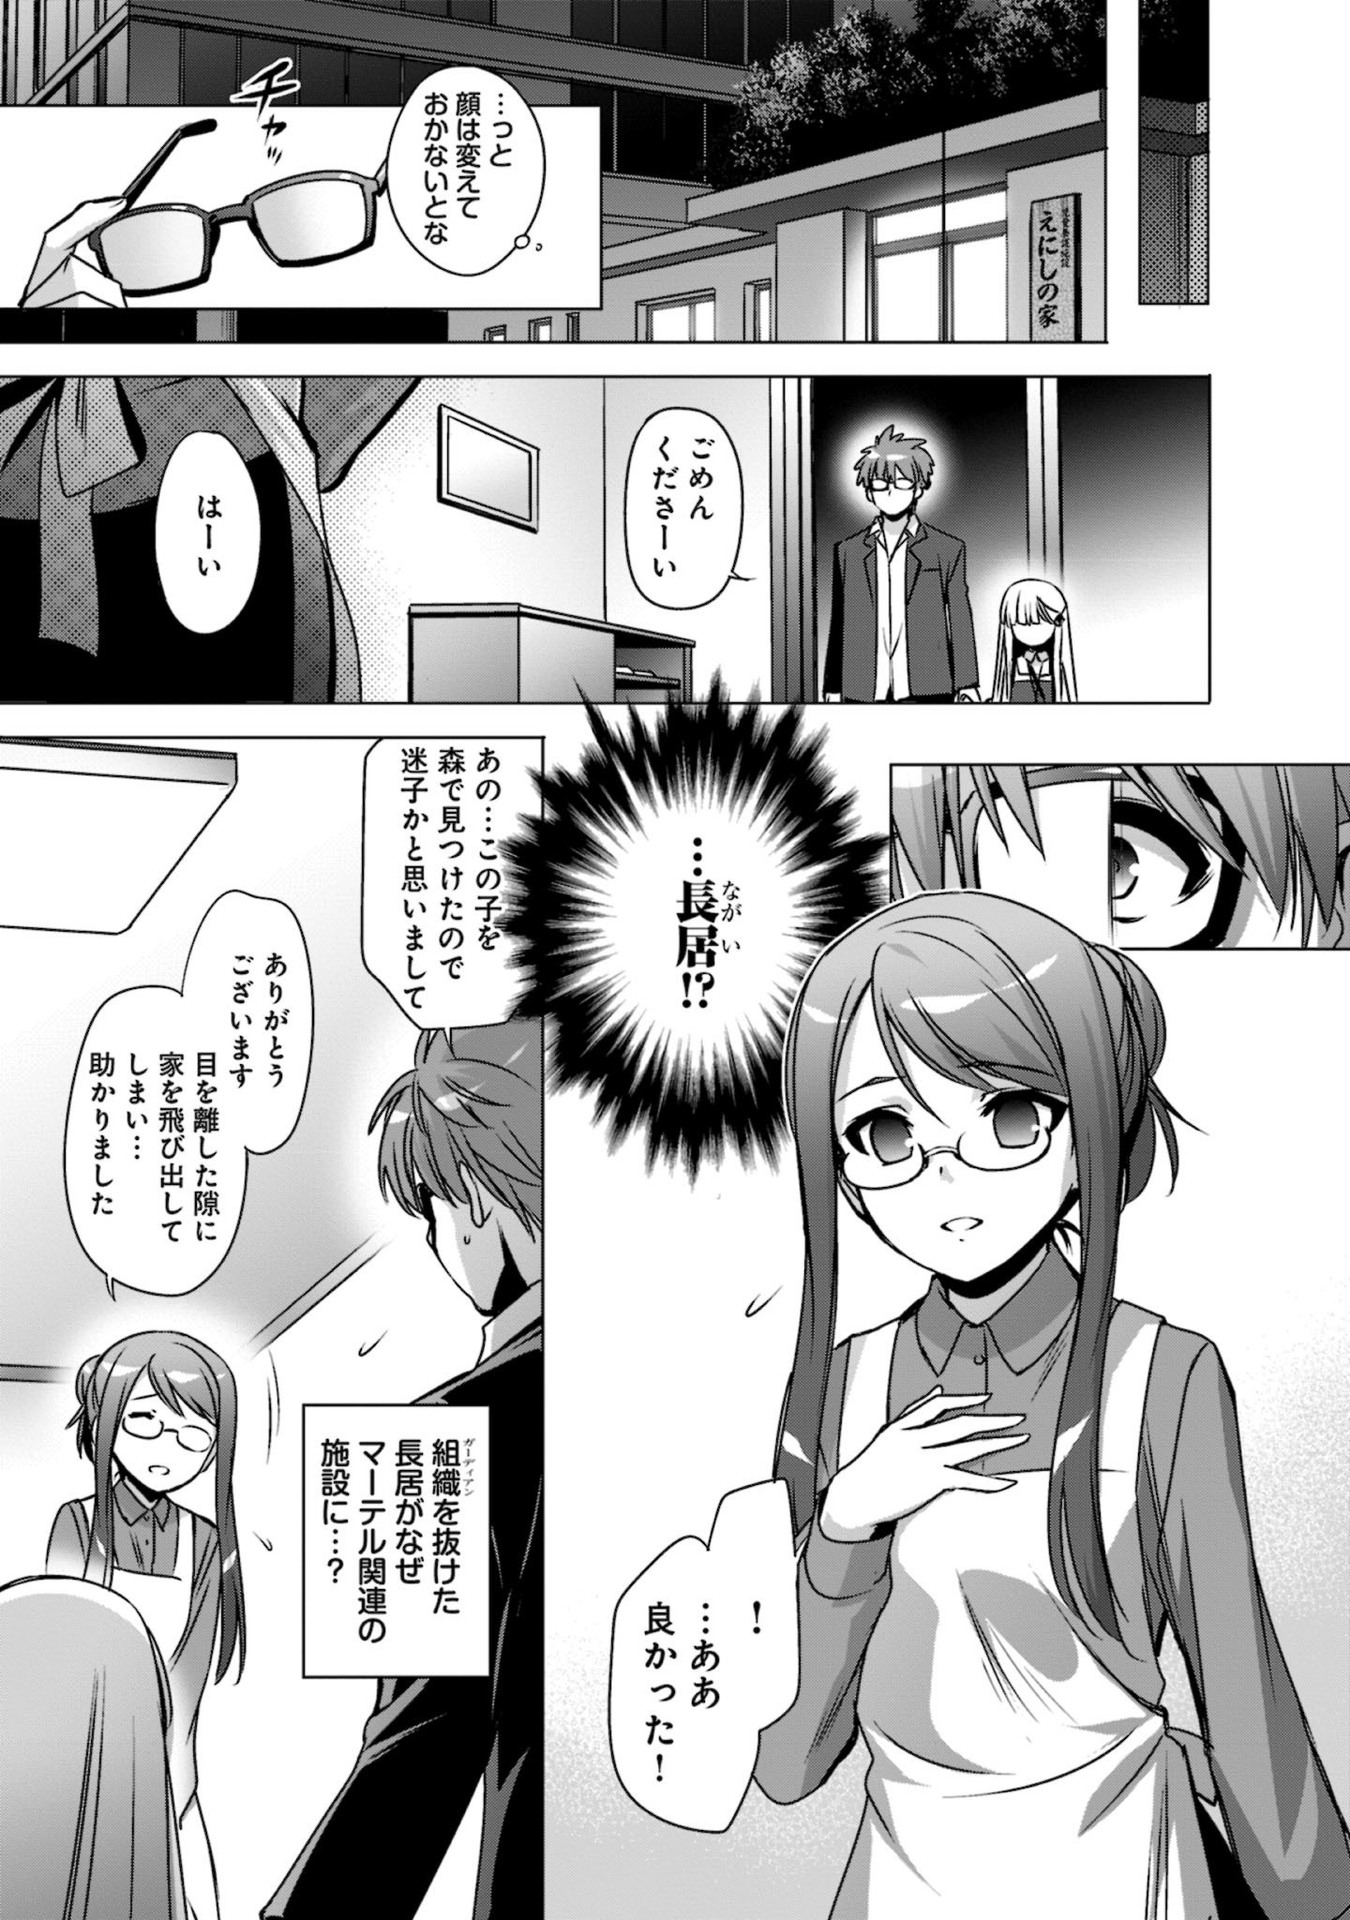 児童養護施設
えにしの家
…っと
顔は変えて
おかないとな
チャ
ごめん
くださーい
はーい
…長居!?
ながい
!
…ああ
良かった!
あの…この子を
森で見つけたので
迷子かと思いまして
ありがとう
ございます
目を離した隙に
家を飛び出して
しまい…
助かりました
組織を抜けた
ガーディアン
長居がなぜ
マーテル関連の
施設に…?